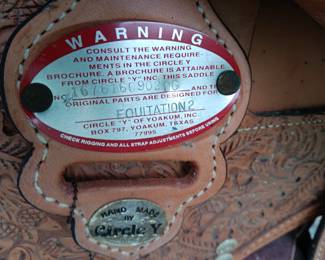 WARNING
CONSULT THE WARNING
AND MAINTENANCE REQUIRE-
MENTS IN THE CIRCLE Y
BROCHURE. A BROCHURE IS ATTAINABLE
FROM CIRCLE "Y" INC. THIS SADDLE
NO. AND THE
ORIGINAL PARTS ARE DESIGNED FOR
EQUITATION 2
CIRCLE "Y" OF YOAKUM, INC.
BOX 797, YOAKUM, TEXAS
77995
CHECK RIGGING AND ALL STRAP ADJUSTMENTS BEFORE USING
HAND MADE
BY
Circle Y